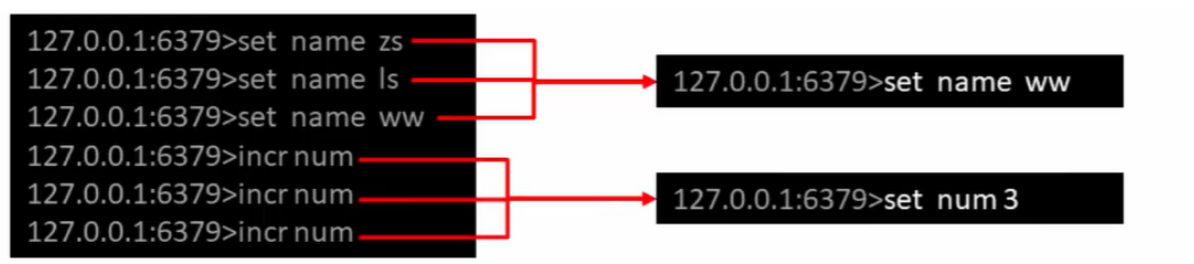 127.0.0.1:6379>set name zs
127.0.0.1:6379>set name ls
127.0.0.1:6379>set name ww
127.0.0.1:6379>incr num
127.0.0.1:6379>incr num
127.0.0.1:6379>incr num
127.0.0.1:6379>set name ww
127.0.0.1:6379>set num 3